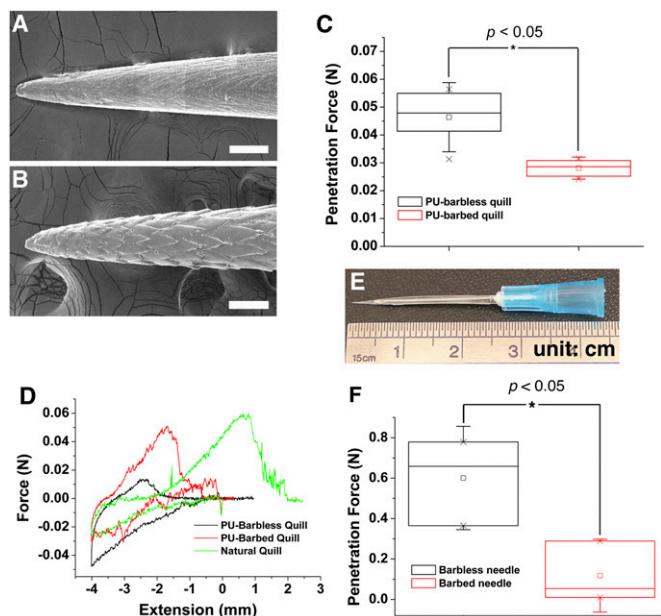 A
B
C
p < 0.05
*
Penetration Force (N)
0.07
0.06
0.05
0.04
0.03
0.02
0.01
0.00
PU-barbless quill
PU-barbed quill
E
15cm
1
2
3
unit: cm
D
Force (N)
0.06
0.04
0.02
0.00
-0.02
-0.04
PU-Barbless Quill
PU-Barbed Quill
Natural Quill
-4
-3
-2
-1
0
1
2
3
Extension (mm)
F
p < 0.05
*
Penetration Force (N)
0.8
0.6
0.4
0.2
0.0
Barbless needle
Barbed needle